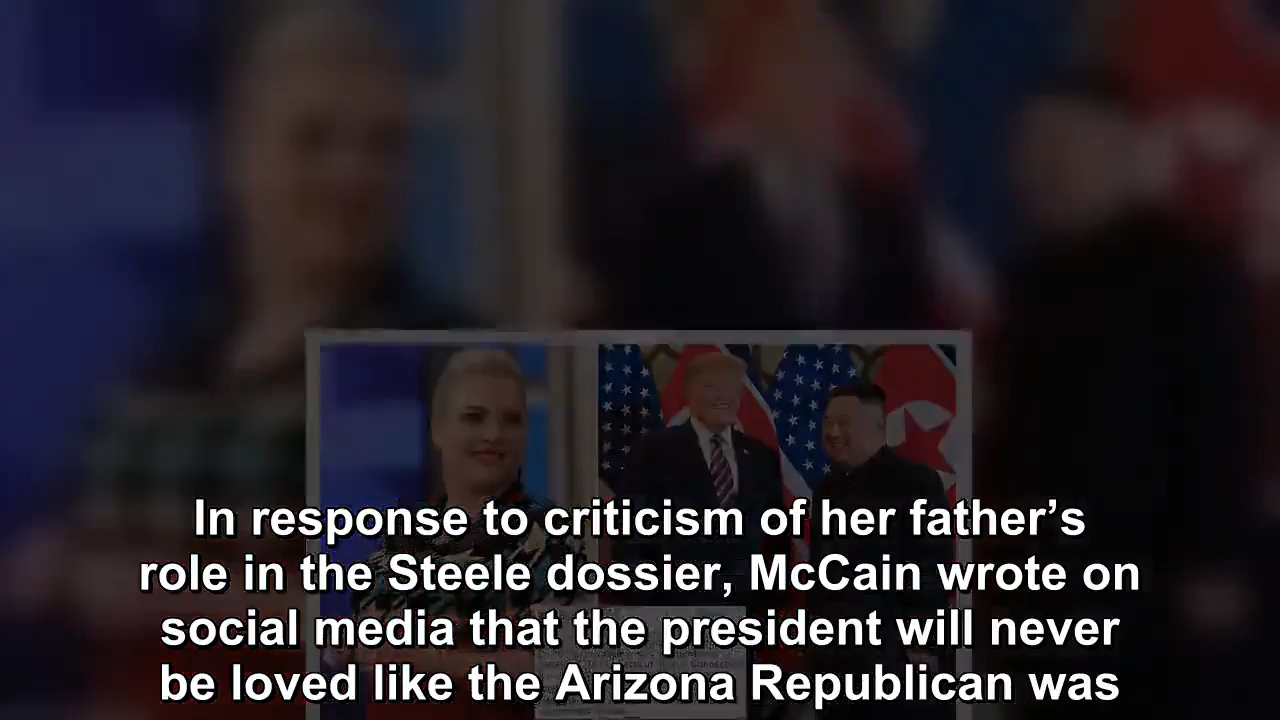 In response to criticism of her father’s
role in the Steele dossier, McCain wrote on
social media that the president will never
be loved like the Arizona Republican was